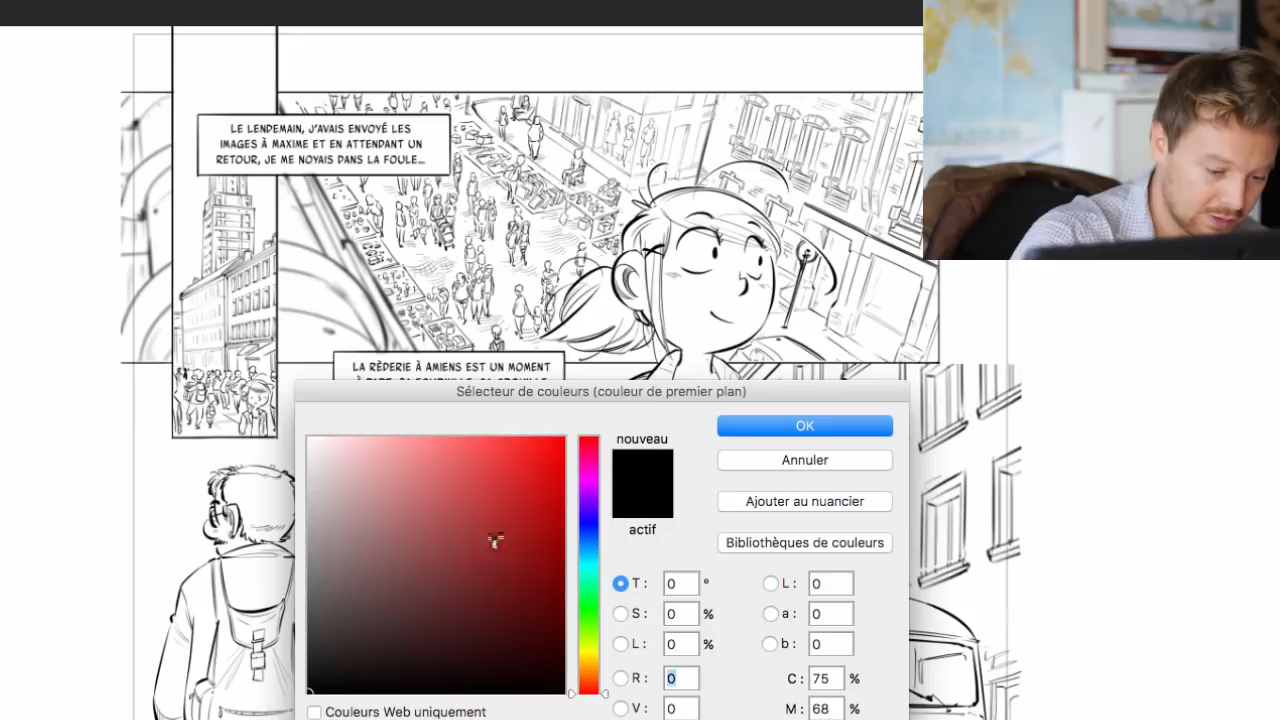 LE LENDEMAIN, J'AVAIS ENVOYÉ LES
IMAGES À MAXIME ET EN ATTENDANT UN
RETOUR, JE ME NOYAIS DANS LA FOULE...
LA RÈDERIE À AMIENS EST UN MOMENT
Sélecteur de couleurs (couleur de premier plan)
nouveau
actif
OK
Annuler
Ajouter au nuancier
Bibliothèques de couleurs
T : 0 °
L : 0
S : 0 %
a : 0
L : 0 %
b : 0
R : 0
C : 75 %
V : 0
M : 68 %
Couleurs Web uniquement